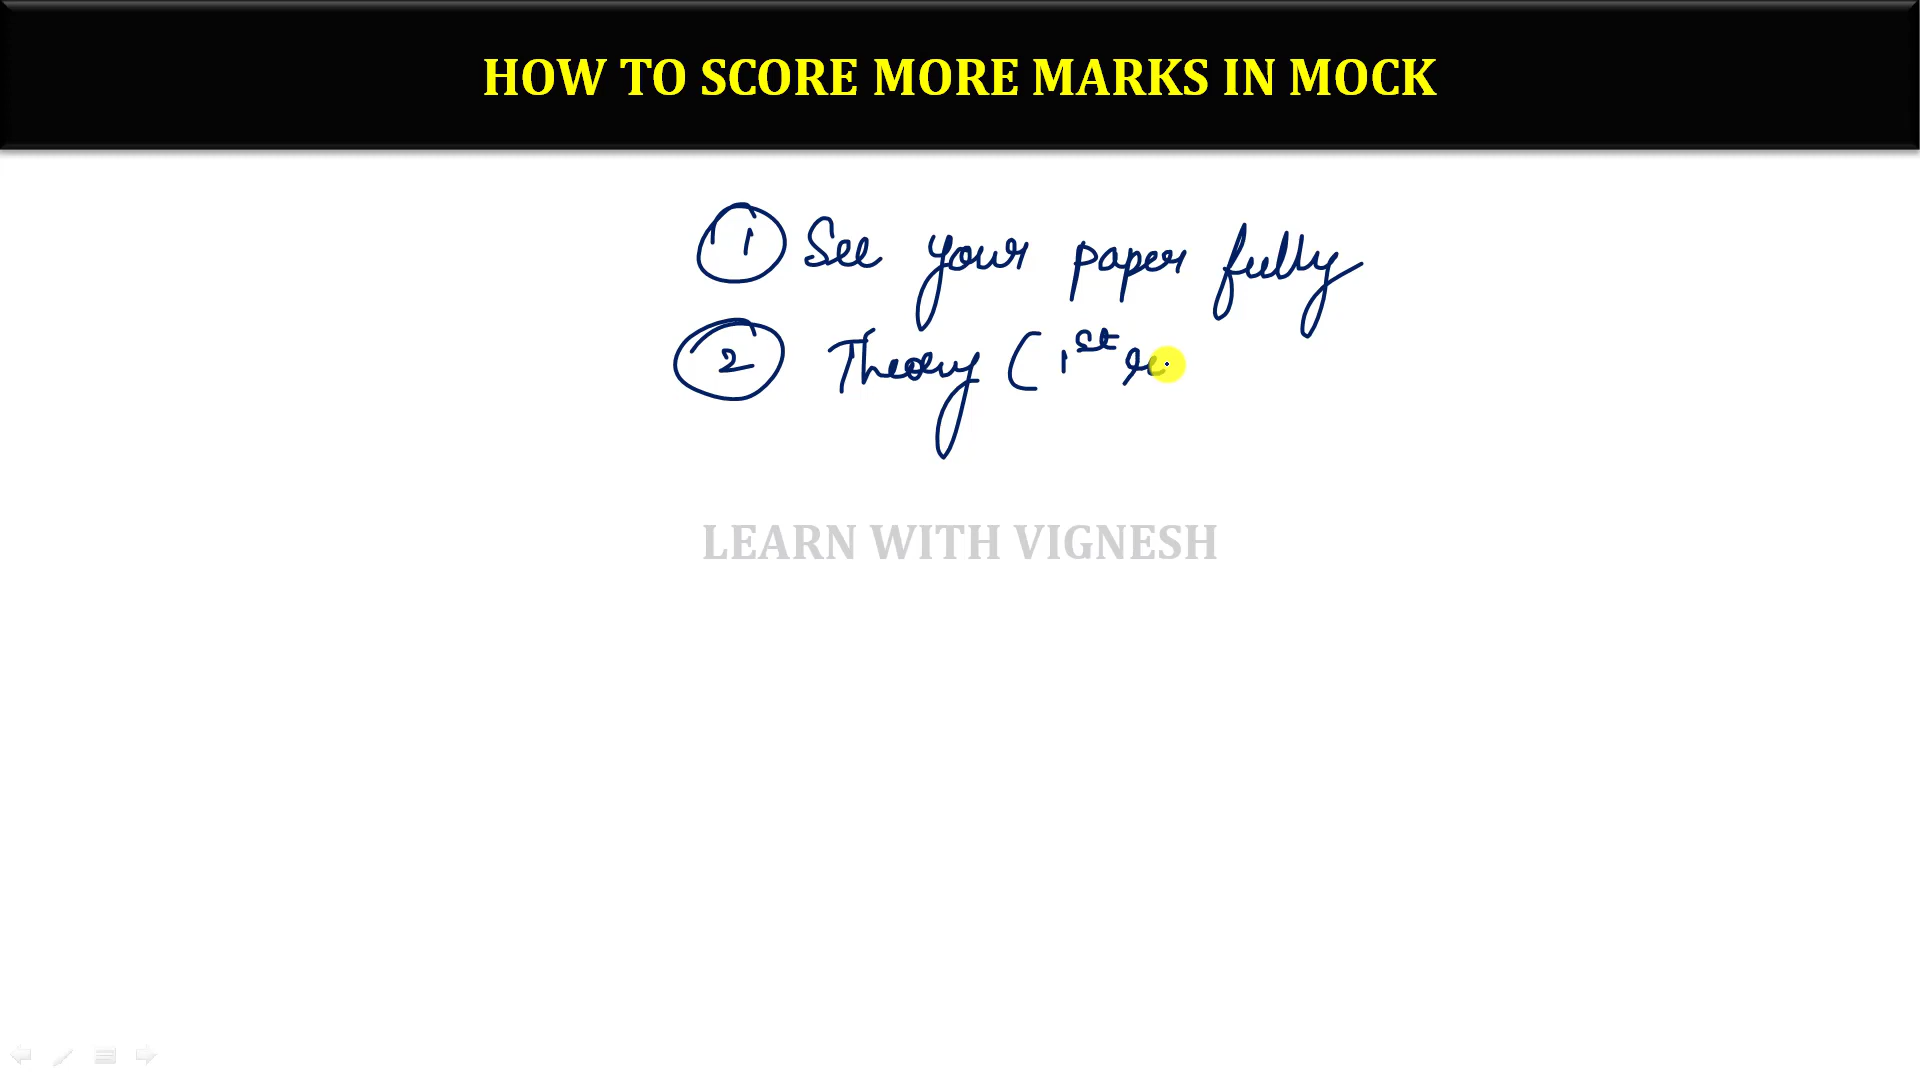 HOW TO SCORE MORE MARKS IN MOCK
1 See your paper fully
2 Theory (1st
LEARN WITH VIGNESH